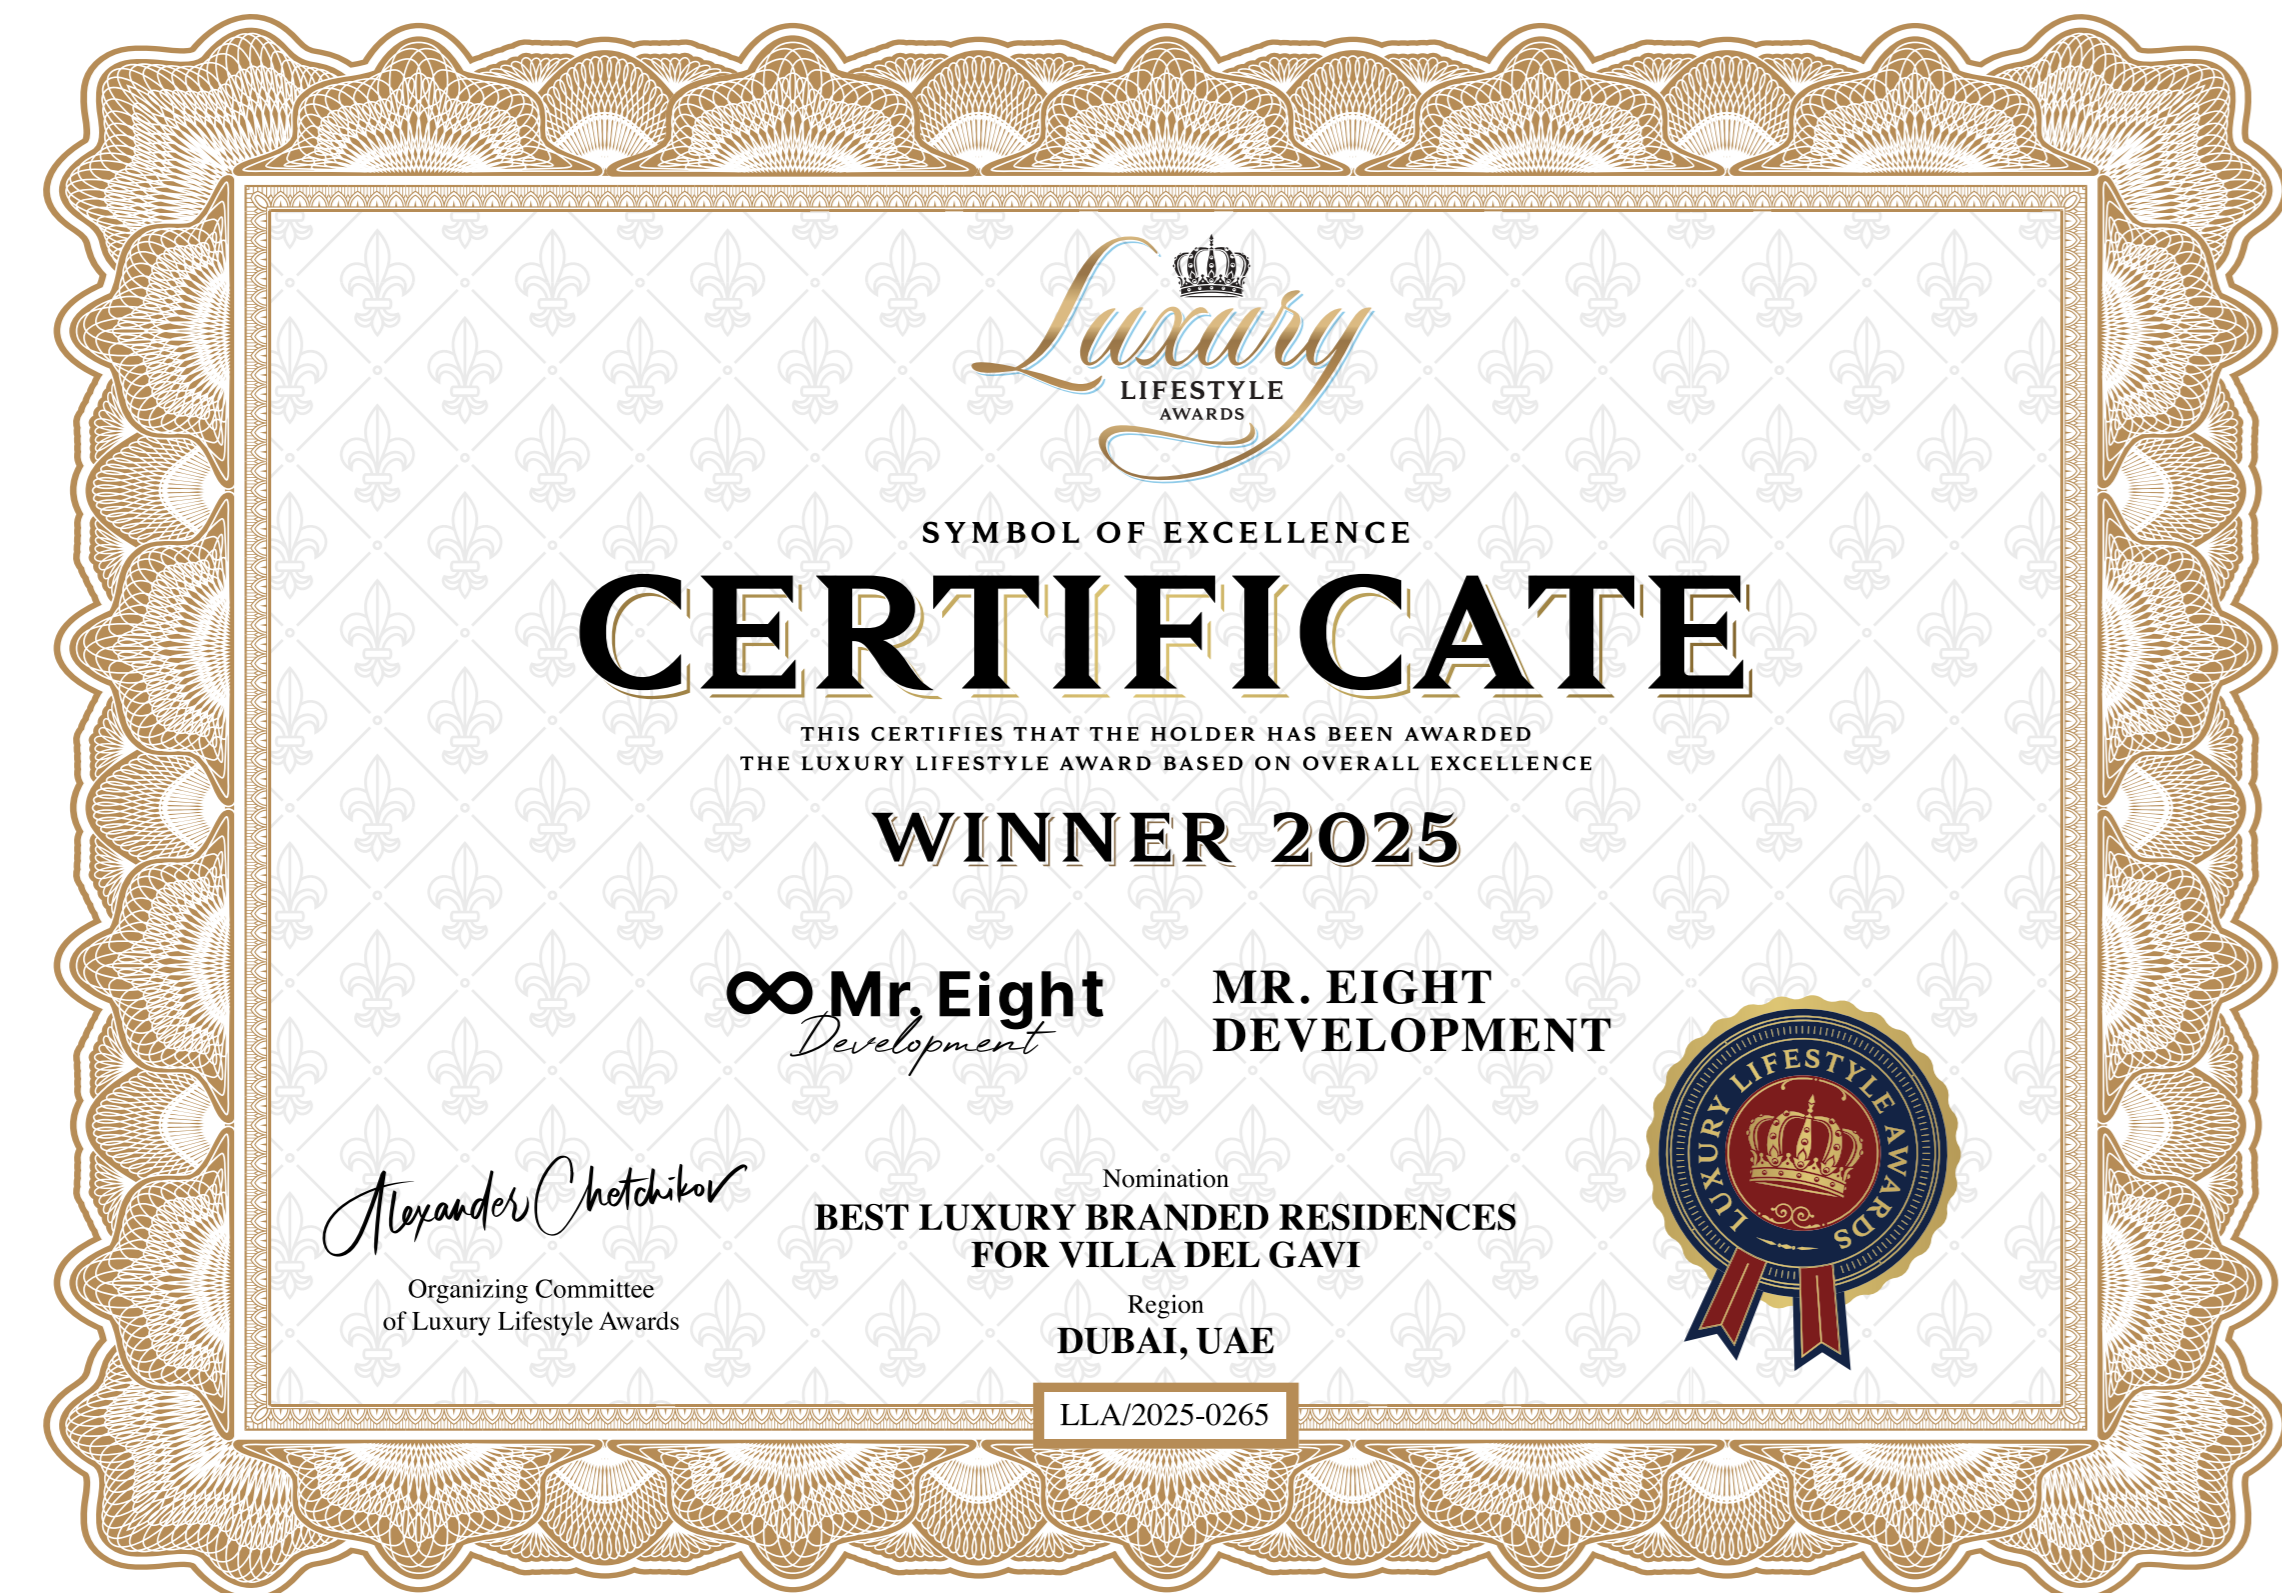 Luxury
LIFESTYLE
AWARDS
SYMBOL OF EXCELLENCE
CERTIFICATE
THIS CERTIFIES THAT THE HOLDER HAS BEEN AWARDED
THE LUXURY LIFESTYLE AWARD BASED ON OVERALL EXCELLENCE
WINNER 2025
Mr. Eight
Development
MR. EIGHT
DEVELOPMENT
LUXURY LIFESTYLE AWARDS
Alexander Chetchikov
Organizing Committee
of Luxury Lifestyle Awards
Nomination
BEST LUXURY BRANDED RESIDENCES
FOR VILLA DEL GAVI
Region
DUBAI, UAE
LLA/2025-0265